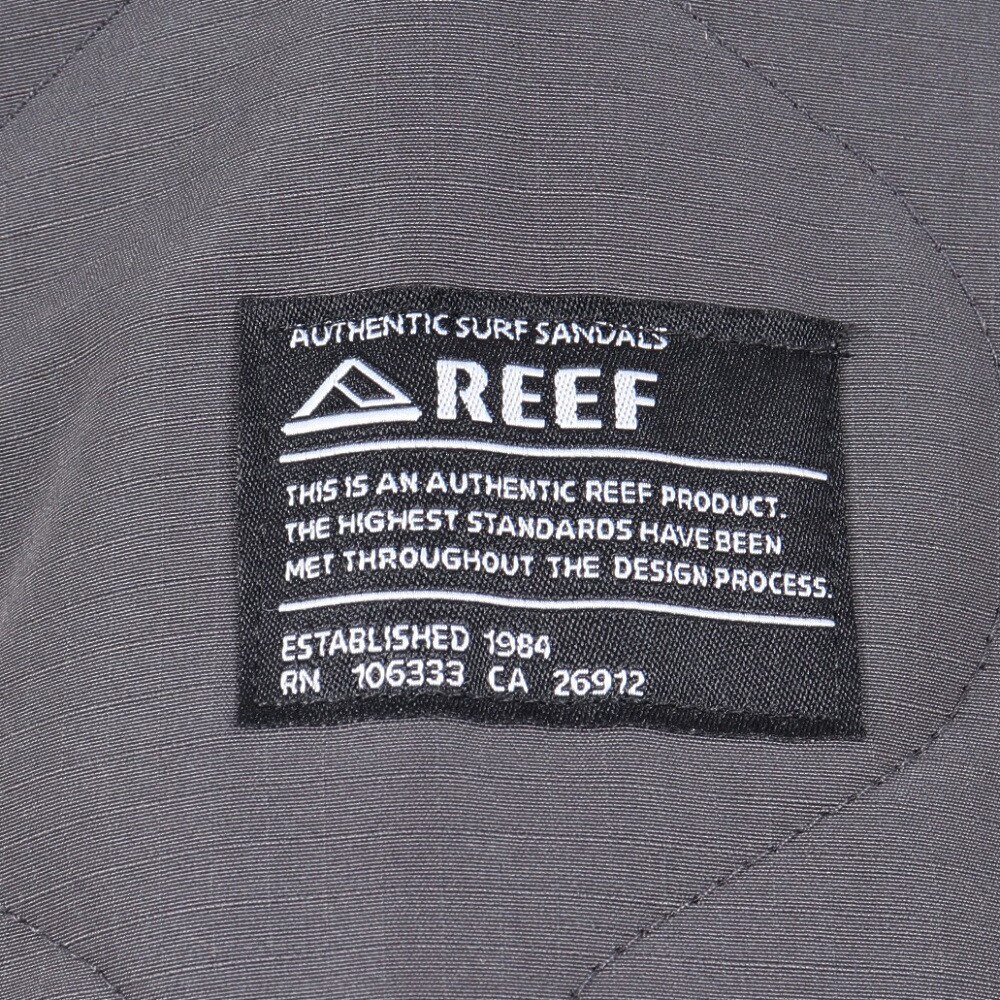 AUTHENTIC SURF SANDALS
REEF
THIS IS AN AUTHENTIC REEF PRODUCT.
THE HIGHEST STANDARDS HAVE BEEN
MET THROUGHOUT THE DESIGN PROCESS.
ESTABLISHED 1984
RN 106333 CA 26912